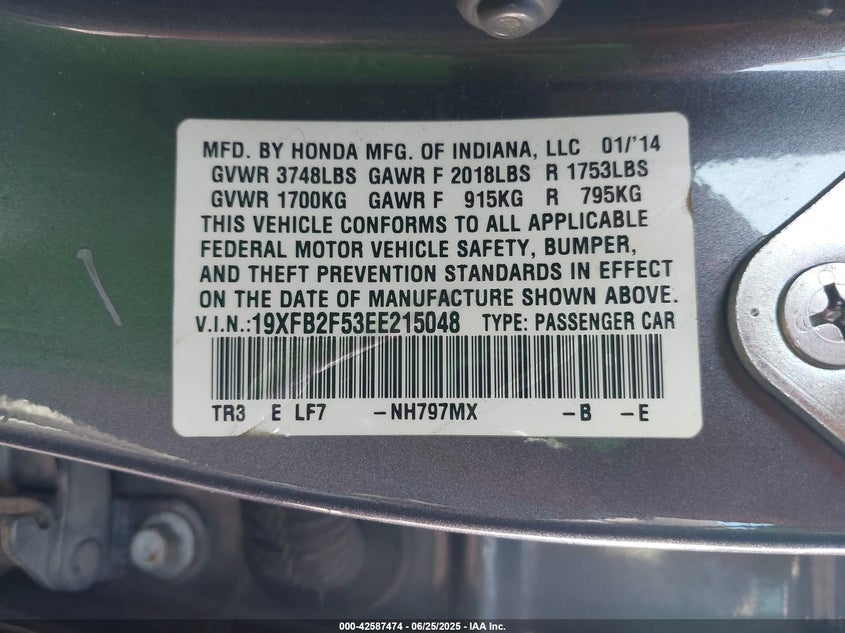 MFD. BY HONDA MFG. OF INDIANA, LLC 01/'14
GVWR 3748LBS GAWR F 2018LBS R 1753LBS
GVWR 1700KG GAWR F 915KG R 795KG
THIS VEHICLE CONFORMS TO ALL APPLICABLE
FEDERAL MOTOR VEHICLE SAFETY, BUMPER,
AND THEFT PREVENTION STANDARDS IN EFFECT
ON THE DATE OF MANUFACTURE SHOWN ABOVE.
V.I.N.:19XFB2F53EE215048 TYPE: PASSENGER CAR
TR3 E LF7 -NH797MX -B -E
000-42587474 - 06/25/2025 - IAA Inc.